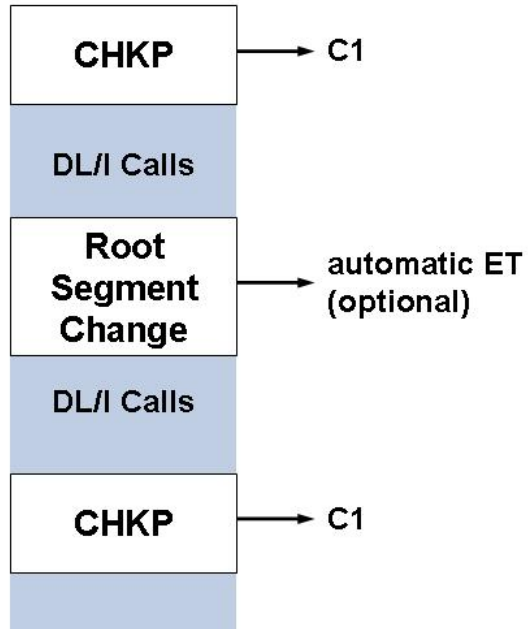 CHKP
C1
DL/I Calls
Root
Segment
Change
automatic ET
(optional)
DL/I Calls
CHKP
C1